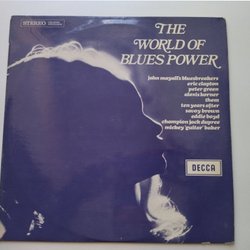 STEREO
THE
WORLD OF
BLUES POWER
john mayall's bluesbreakers
eric clapton
peter green
alexis korner
them
ten years after
savoy brown
eddie boyd
champion jack dupree
mickey 'guitar' baker
DECCA